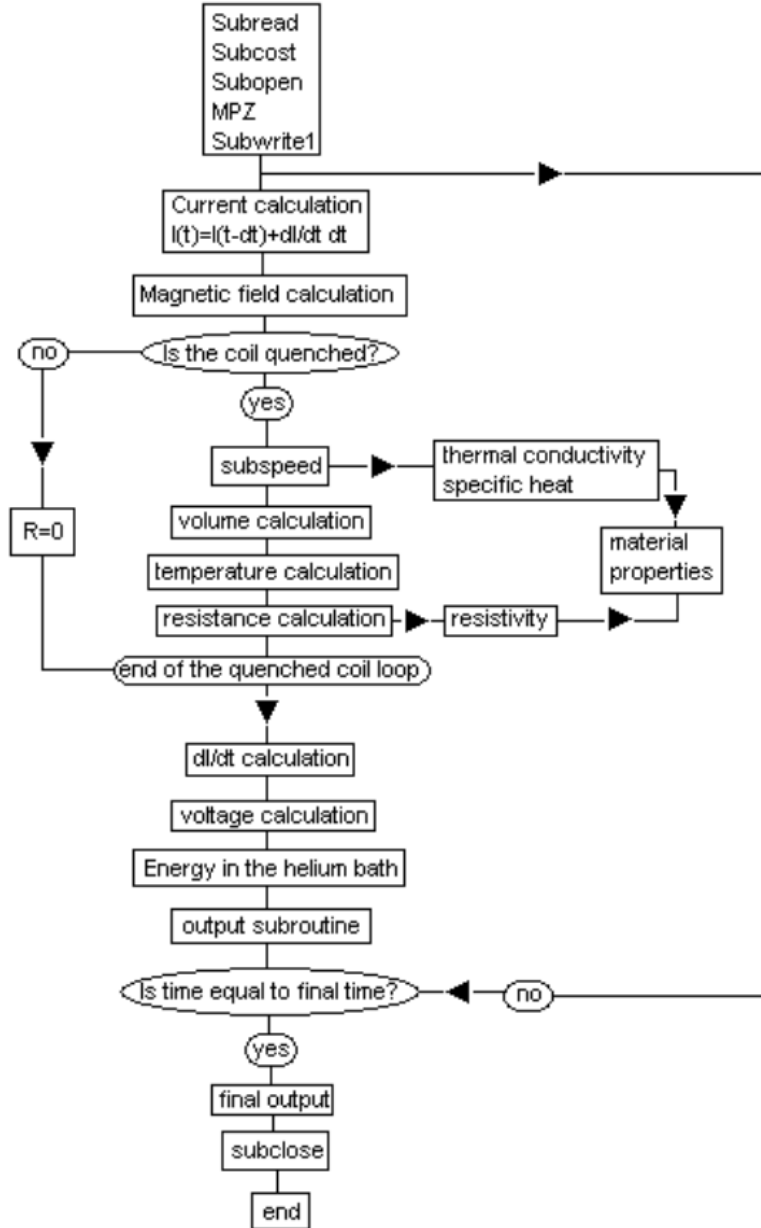 Subread
Subcost
Subopen
MPZ
Subwrite1
Current calculation
I(t)=I(t-dt)+dI/dt dt
Magnetic field calculation
no
Is the coil quenched?
yes
subspeed
thermal conductivity
specific heat
volume calculation
R=0
material
properties
temperature calculation
resistance calculation
resistivity
end of the quenched coil loop
dI/dt calculation
voltage calculation
Energy in the helium bath
output subroutine
Is time equal to final time?
no
yes
final output
subclose
end